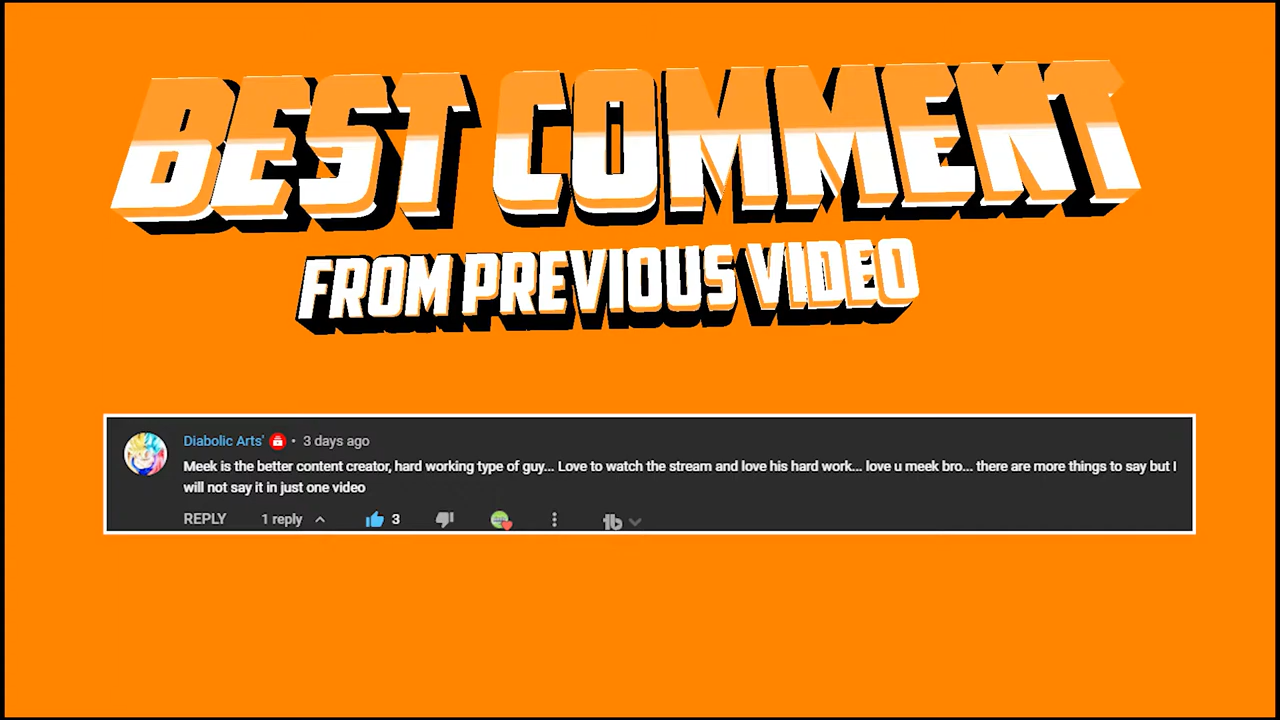 BEST COMMENT
FROM PREVIOUS VIDEO
Diabolic Arts' • 3 days ago
Meek is the better content creator, hard working type of guy... Love to watch the stream and love his hard work... love u meek bro... there are more things to say but I
will not say it in just one video
REPLY 1 reply 3